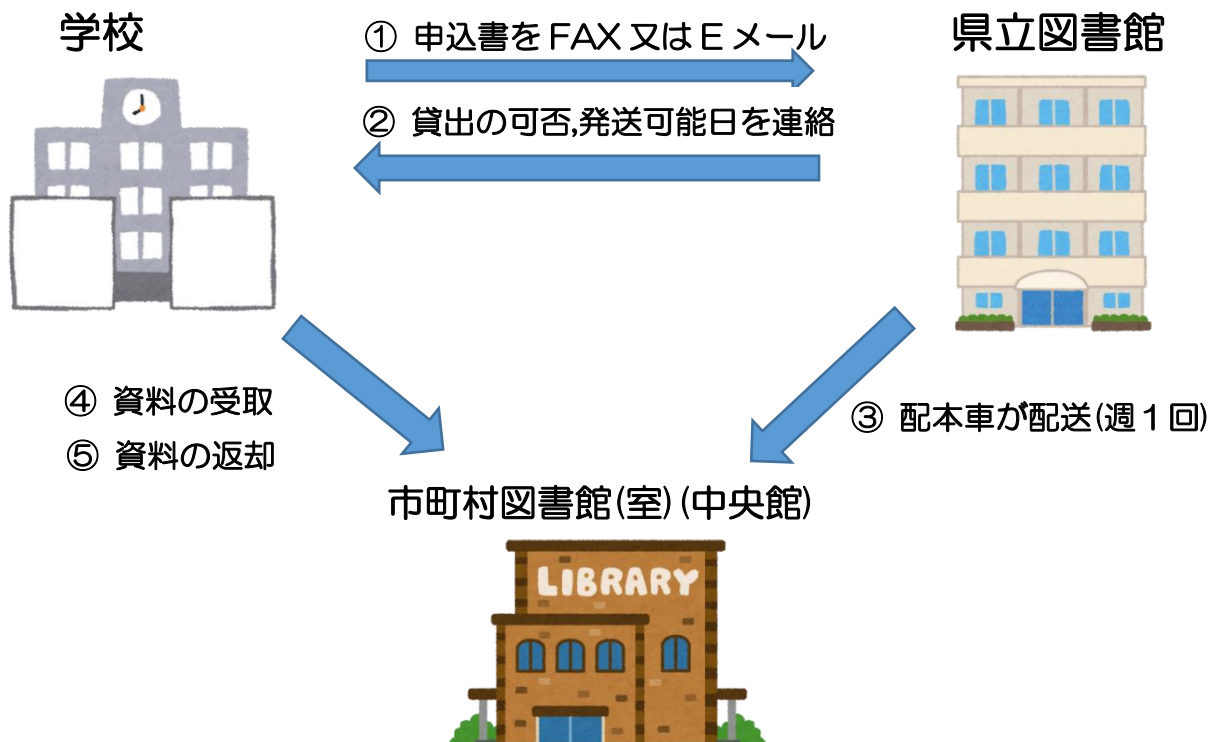 学校
県立図書館
① 申込書をFAX又はEメール
② 貸出の可否,発送可能日を連絡
④ 資料の受取
⑤ 資料の返却
③ 配本車が配送(週1回)
市町村図書館(室)(中央館)
LIBRARY